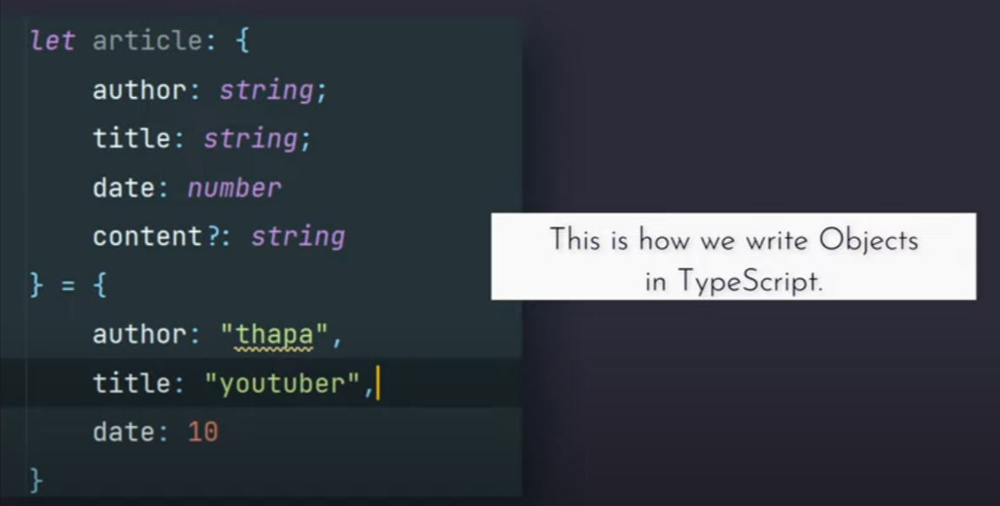 let article: {
author: string;
title: string;
date: number
content?: string
} = {
author: "thapa",
title: "youtuber",
date: 10
}
This is how we write Objects
in TypeScript.